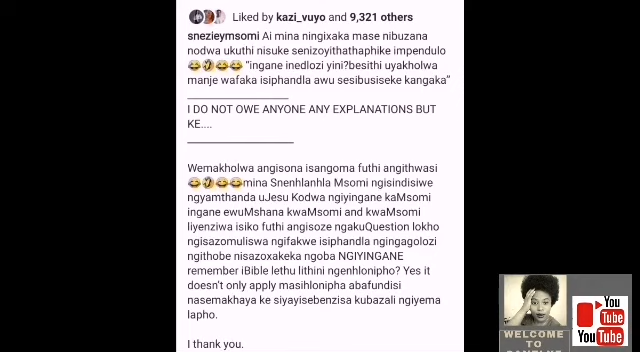 Liked by kazi_vuyo and 9,321 others
snezieymsomi Ai mina ningixaka mase nibuzana
nodwa ukuthi nisuke senizoyithathaphike impendulo
😂🤣😂😂 “ingane inedlozi yini?besithi uyakholwa
manje wafaka isiphandla awu sesibusiseke kangaka”
____________________
I DO NOT OWE ANYONE ANY EXPLANATIONS BUT
KE....
_____________________
Wemakholwa angisona isangoma futhi angithwasi
😂🤣😂😂mina Snenhlanhla Msomi ngisindisiwe
ngyamthanda uJesu Kodwa ngiyingane kaMsomi
ingane ewuMshana kwaMsomi and kwaMsomi
liyenziwa isiko futhi angisoze ngakuQuestion lokho
ngisazomuliswa ngifakwe isiphandla ngingagolozi
ngithobe nisazoxakeka ngoba NGIYINGANE
remember iBible lethu lithini ngenhlonipho? Yes it
doesn't only apply masihlonipha abafundisi
nasemakhaya ke siyayisebenzisa kubazali ngiyema
lapho.
I thank you.
WELCOME
TO
You
Tube
YouTube